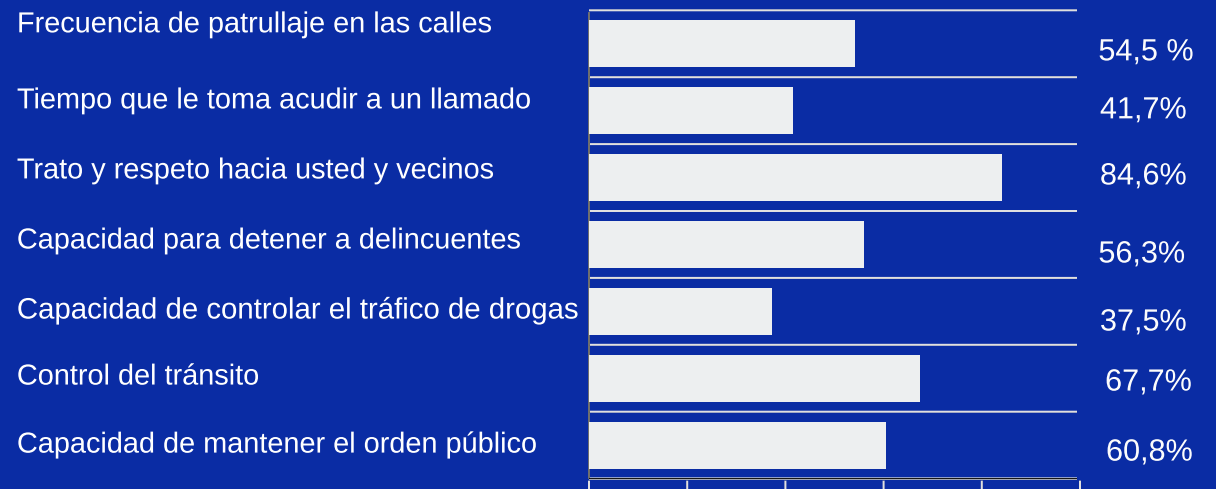 Frecuencia de patrullaje en las calles
54,5 %
Tiempo que le toma acudir a un llamado
41,7%
Trato y respeto hacia usted y vecinos
84,6%
Capacidad para detener a delincuentes
56,3%
Capacidad de controlar el tráfico de drogas
37,5%
Control del tránsito
67,7%
Capacidad de mantener el orden público
60,8%